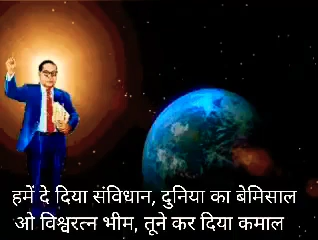 हमें दे दिया संविधान, दुनिया का बेमिसाल
ओ विश्वरत्न भीम, तूने कर दिया कमाल